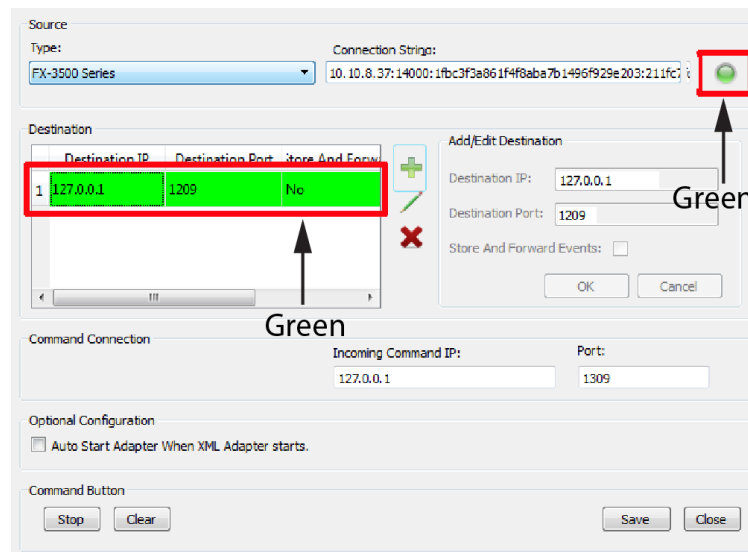 Source
Type: Connection String:
FX-3500 Series 10.10.8.37:14000:1fbc3f3a861f4f8aba7b1496f929e203:211fc7
Destination
Add/Edit Destination
Destination IP Destination Port Store And Forw
1 127.0.0.1 1209 No
Destination IP: 127.0.0.1
Green
Destination Port: 1209
Store And Forward Events:
OK Cancel
Green
Command Connection
Incoming Command IP: Port:
127.0.0.1 1309
Optional Configuration
Auto Start Adapter When XML Adapter starts.
Command Button
Stop Clear Save Close